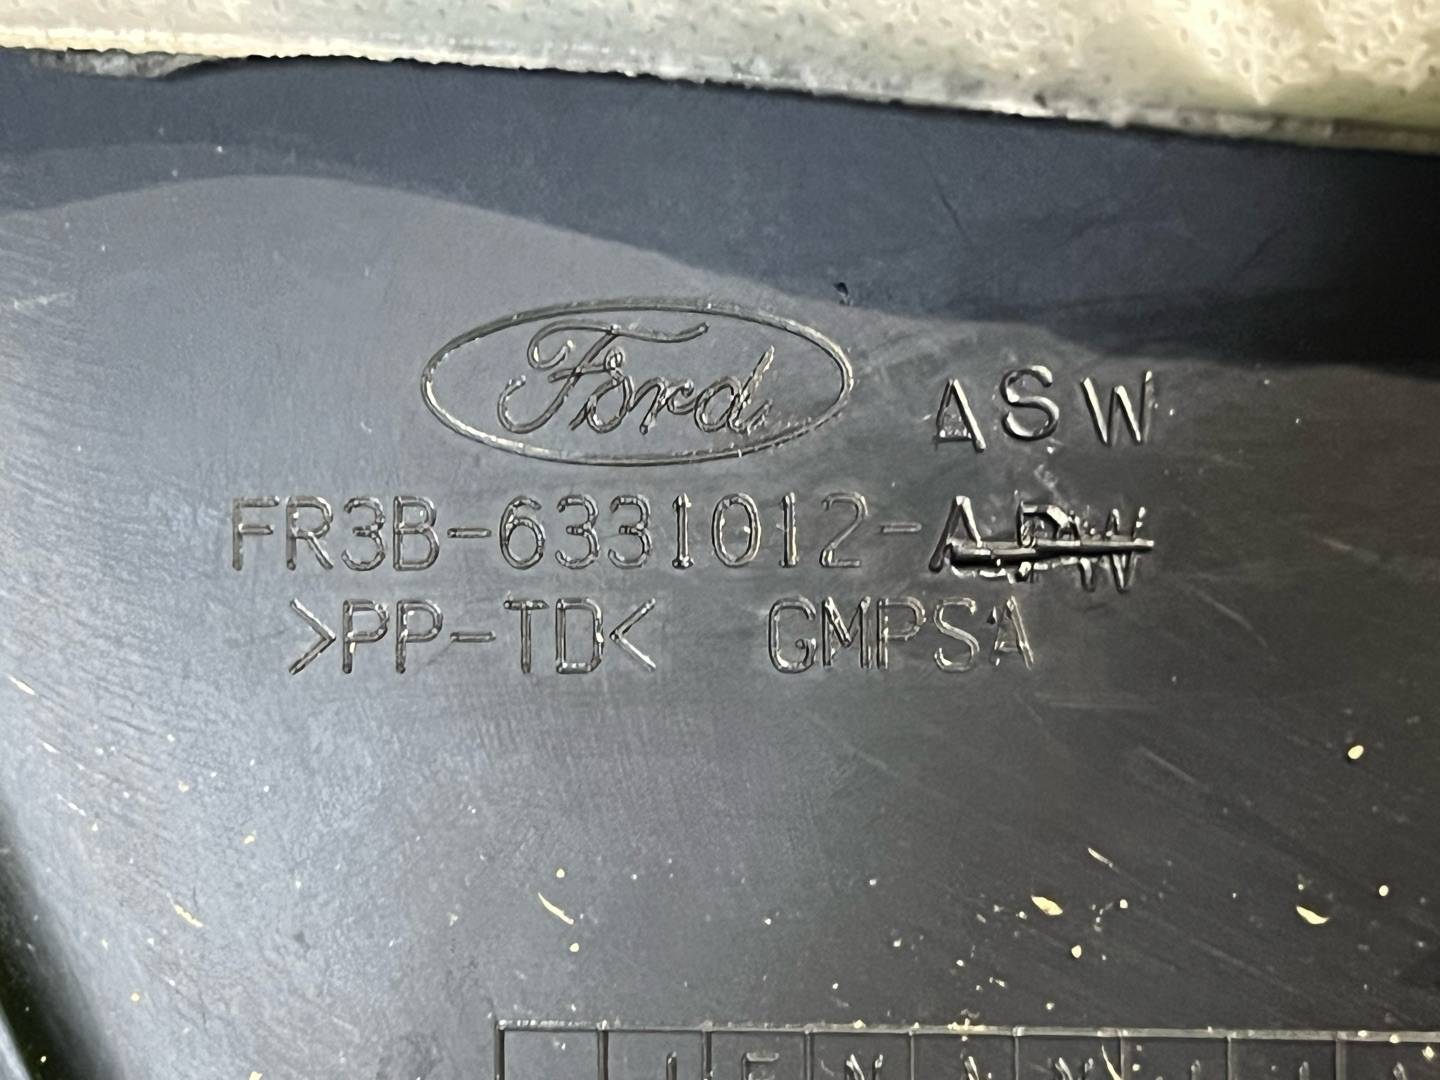 Ford ASW
FR3B-6331012-A
>PP-TD< GMPSA